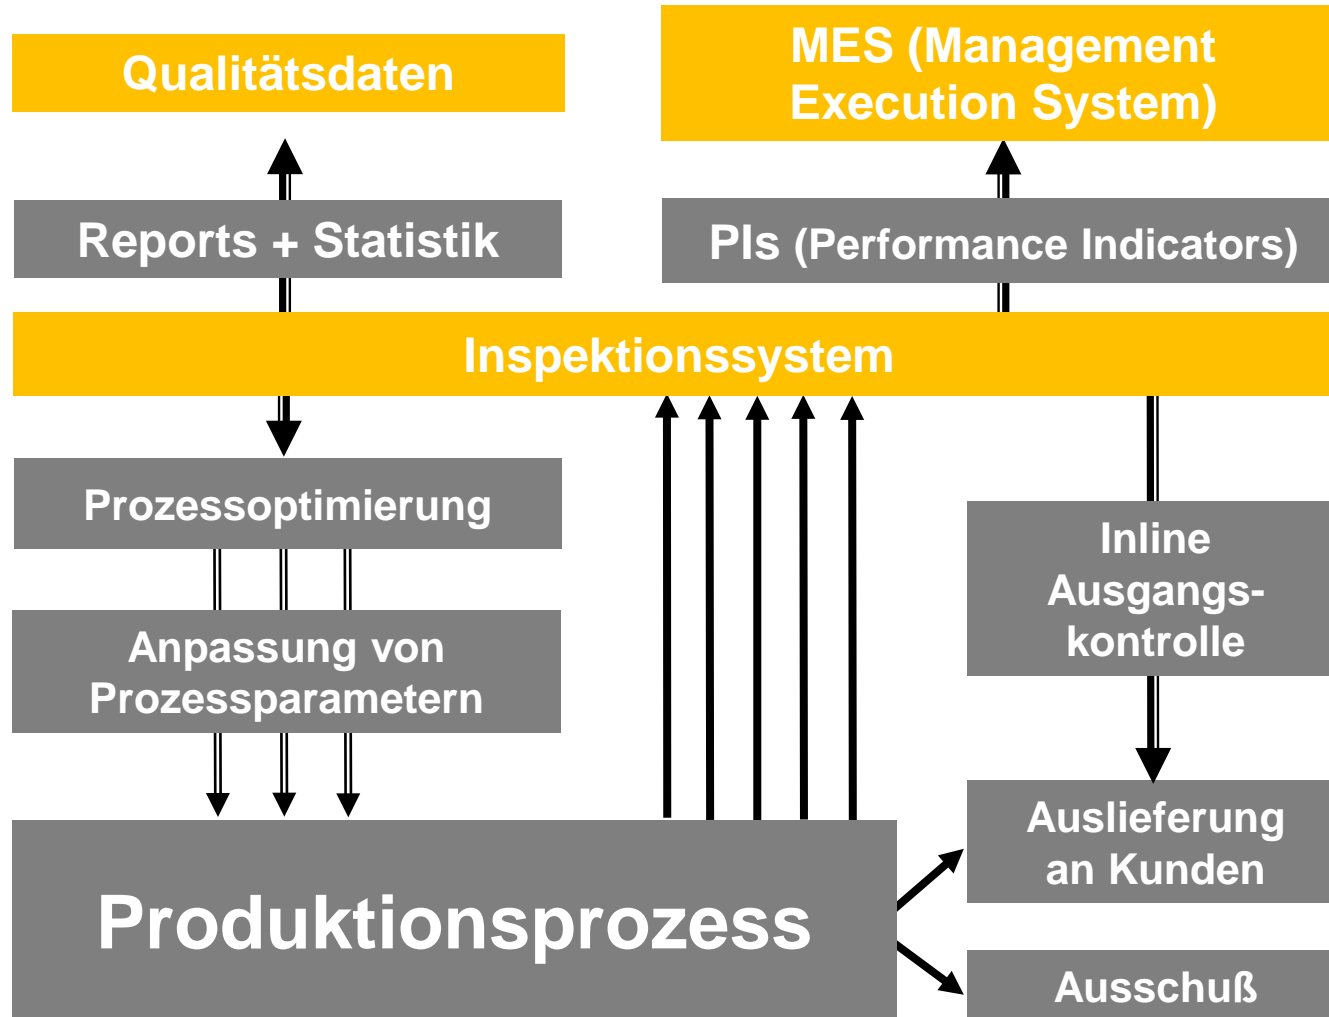 Qualitätsdaten
MES (Management
Execution System)
Reports + Statistik
PIs (Performance Indicators)
Inspektionssystem
Prozessoptimierung
Inline
Ausgangs-
kontrolle
Anpassung von
Prozessparametern
Auslieferung
an Kunden
Produktionsprozess
Ausschuß